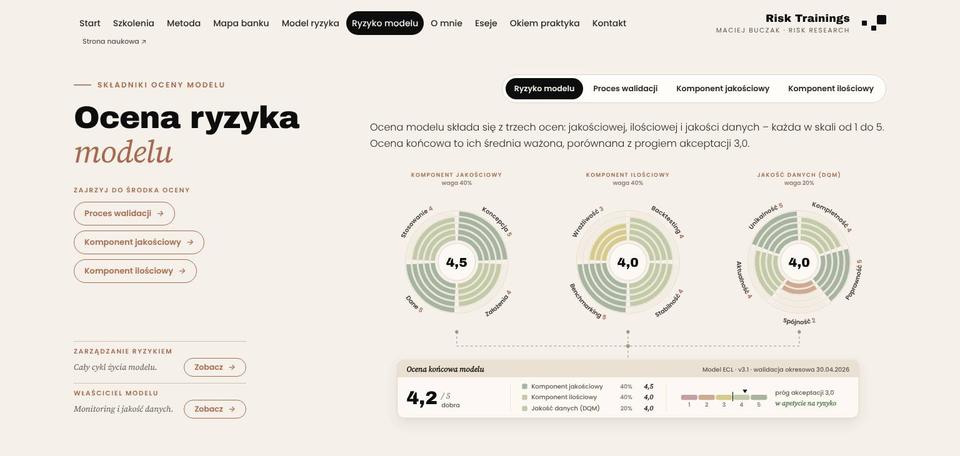 Start Szkolenia Metoda Mapa banku Model ryzyka Ryzyko modelu O mnie Eseje Okiem praktyka Kontakt
Strona naukowa ↗
Risk Trainings
MACIEJ BUCZAK · RISK RESEARCH
SKŁADNIKI OCENY MODELU
Ocena ryzyka
modelu
ZAJRZYJ DO ŚRODKA OCENY
Proces walidacji →
Komponent jakościowy →
Komponent ilościowy →
ZARZĄDZANIE RYZYKIEM
Cały cykl życia modelu.
Zobacz →
WŁAŚCICIEL MODELU
Monitoring i jakość danych.
Zobacz →
Ryzyko modelu Proces walidacji Komponent jakościowy Komponent ilościowy
Ocena modelu składa się z trzech ocen: jakościowej, ilościowej i jakości danych – każda w skali od 1 do 5.
Ocena końcowa to ich średnia ważona, porównana z progiem akceptacji 3,0.
KOMPONENT JAKOŚCIOWY
waga 40%
Stosowanie 4
Koncepcja 5
4,5
Dane 5
Założenia 4
KOMPONENT ILOŚCIOWY
waga 40%
Wrażliwość 3
Backtesting 4
4,0
Benchmarking 5
Stabilność 4
JAKOŚĆ DANYCH (DQM)
waga 20%
Unikalność 5
Kompletność 4
4,0
Aktualność 4
Poprawność 5
Spójność 2
Ocena końcowa modelu
Model ECL · v3.1 · walidacja okresowa 30.04.2026
4,2 / 5
dobra
Komponent jakościowy 40% 4,5
Komponent ilościowy 40% 4,0
Jakość danych (DQM) 20% 4,0
1 2 3 4 5
próg akceptacji 3,0
w apetycie na ryzyko